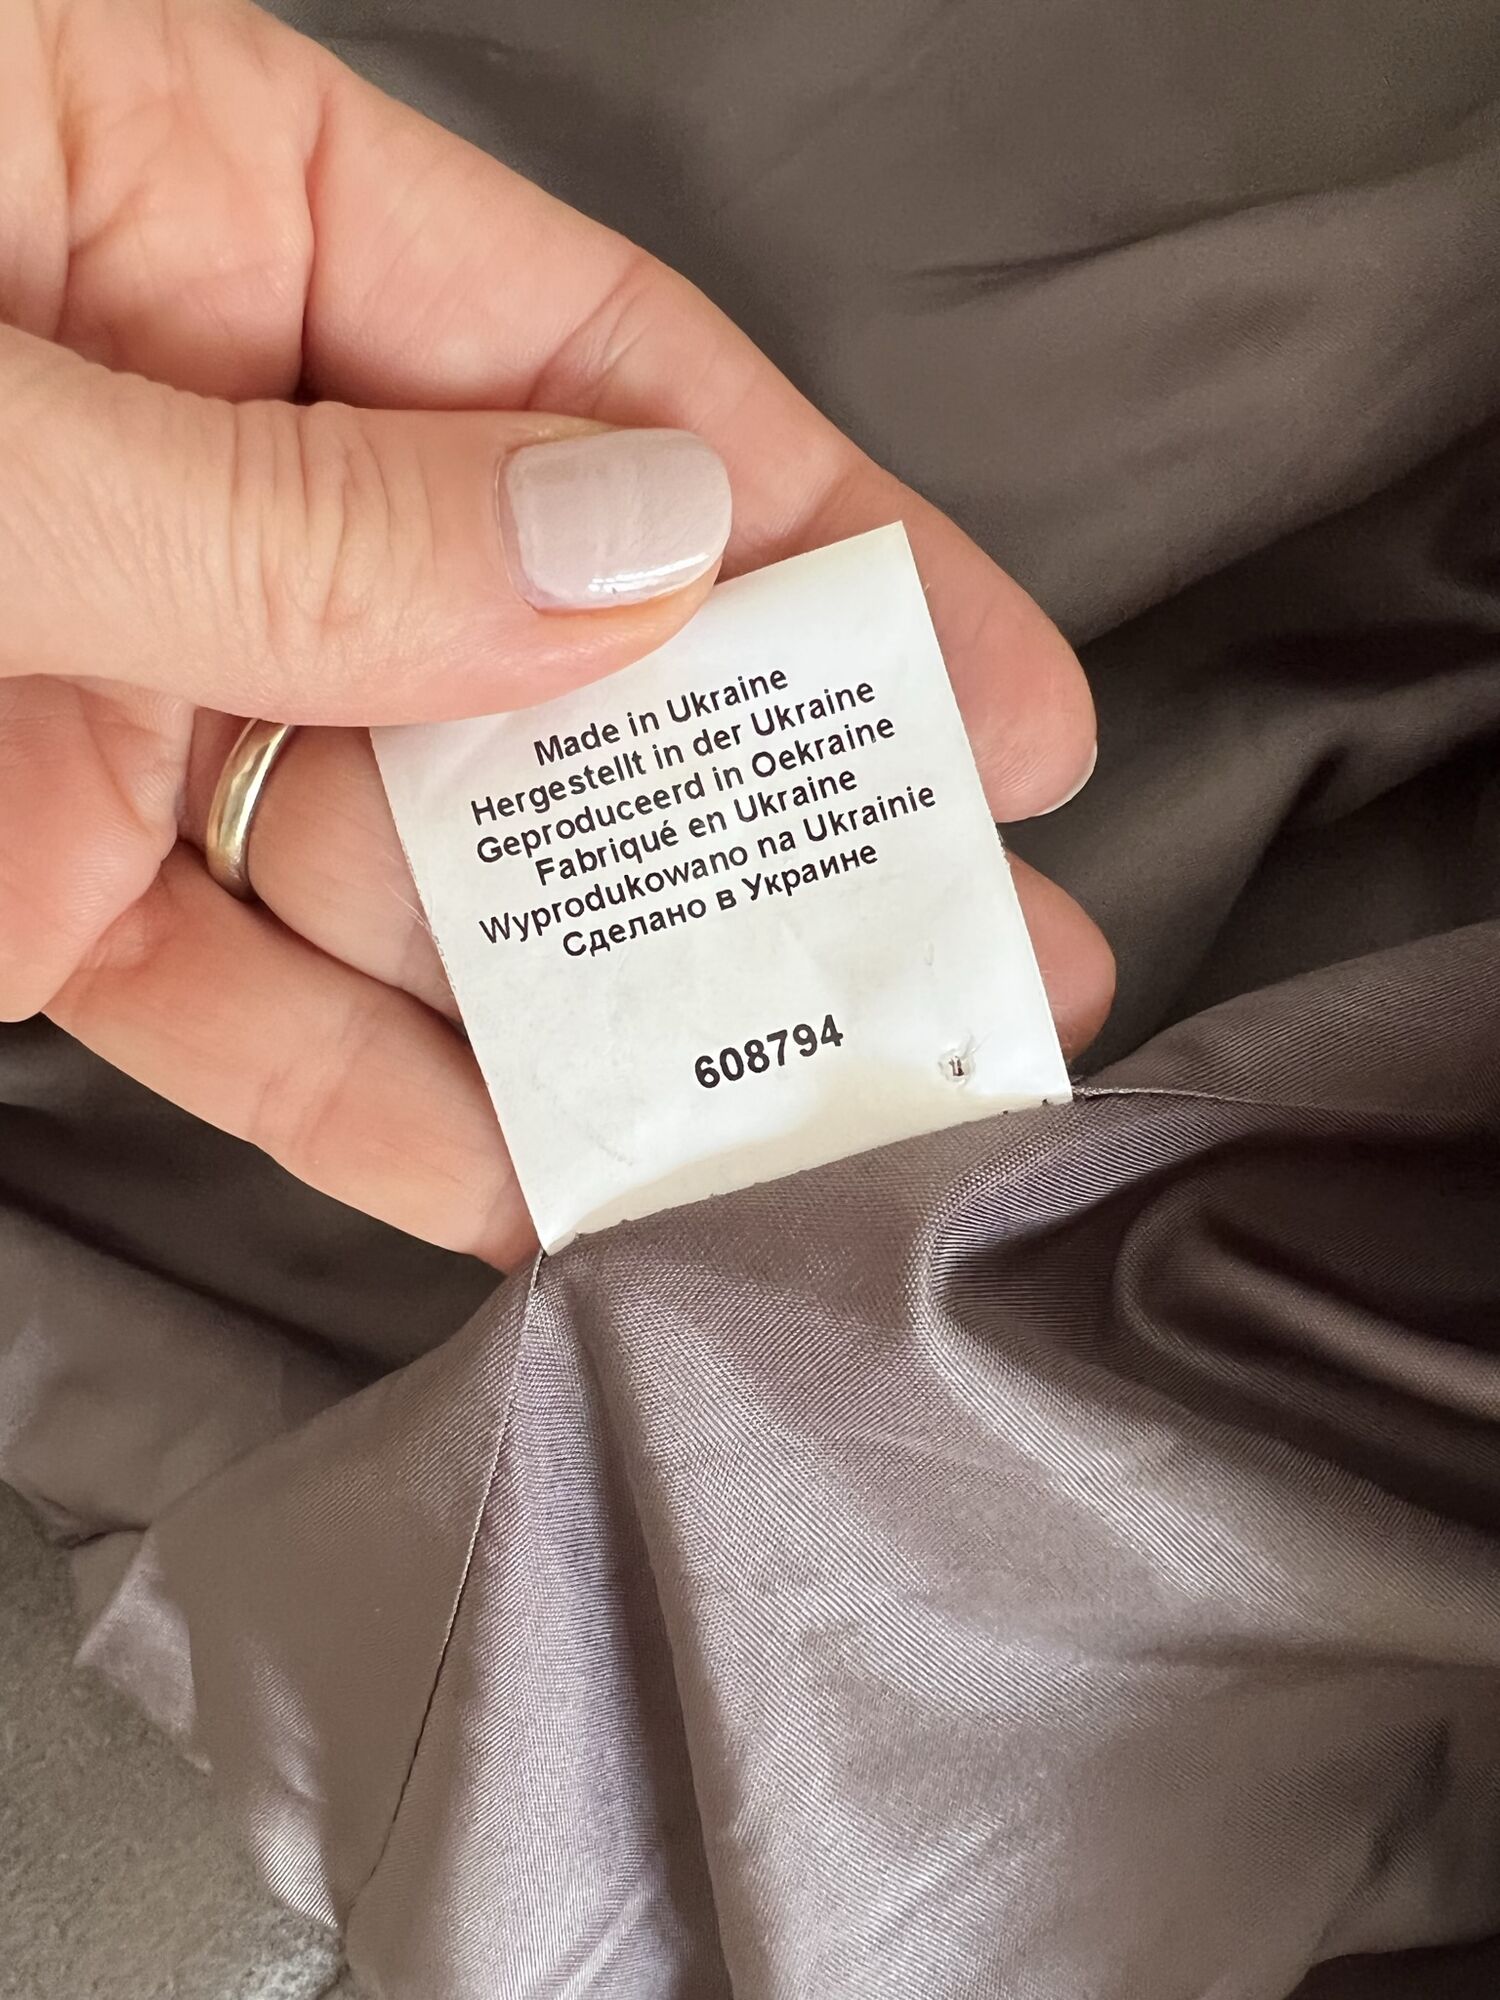 Made in Ukraine
Hergestellt in der Ukraine
Geproduceerd in Oekraine
Fabriqué en Ukraine
Wyprodukowano na Ukrainie
Сделано в Украине
608794